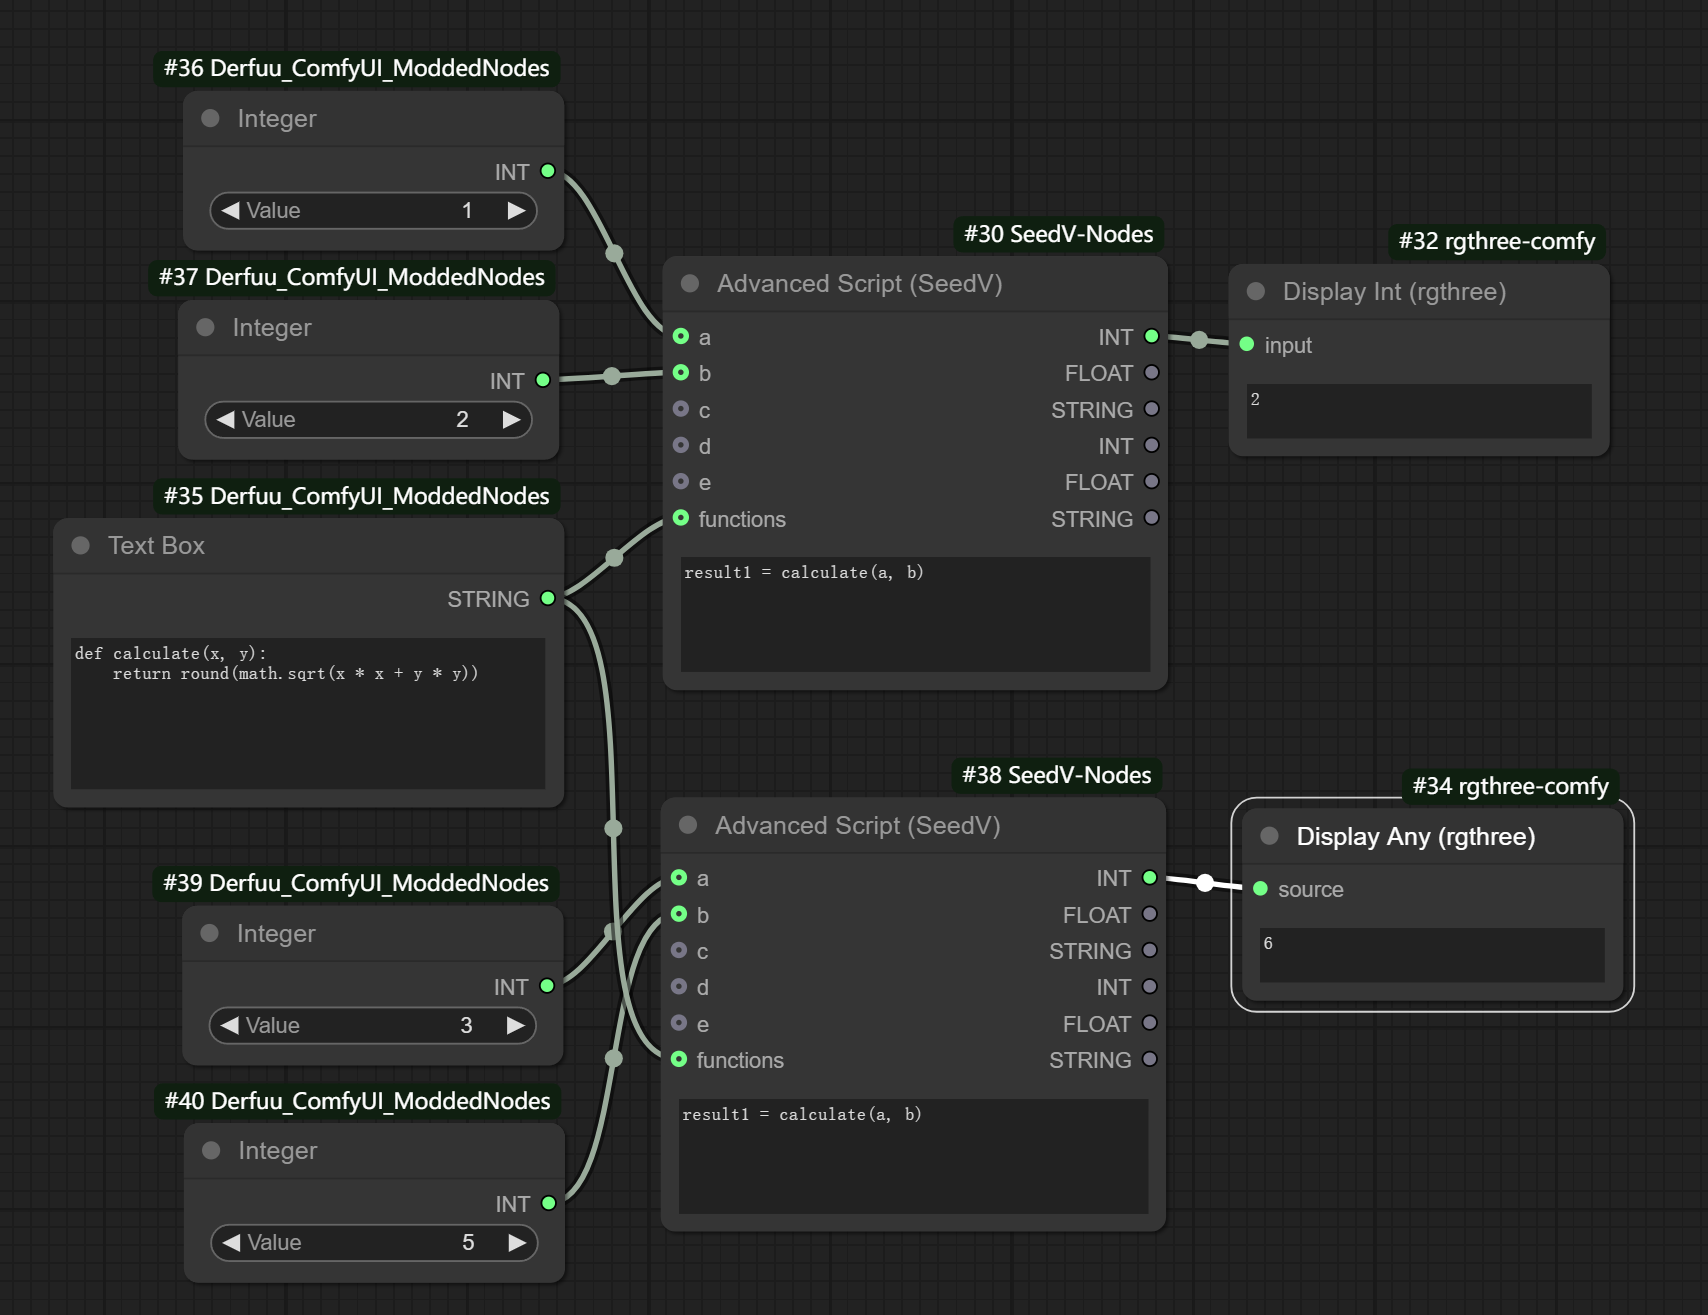 #36 Derfuu_ComfyUI_ModdedNodes
Integer
INT
Value 1
#37 Derfuu_ComfyUI_ModdedNodes
Integer
INT
Value 2
#35 Derfuu_ComfyUI_ModdedNodes
Text Box
STRING
def calculate(x, y):
    return round(math.sqrt(x * x + y * y))
#39 Derfuu_ComfyUI_ModdedNodes
Integer
INT
Value 3
#40 Derfuu_ComfyUI_ModdedNodes
Integer
INT
Value 5
#30 SeedV-Nodes
Advanced Script (SeedV)
a INT
b FLOAT
c STRING
d INT
e FLOAT
functions STRING
result1 = calculate(a, b)
#38 SeedV-Nodes
Advanced Script (SeedV)
a INT
b FLOAT
c STRING
d INT
e FLOAT
functions STRING
result1 = calculate(a, b)
#32 rgthree-comfy
Display Int (rgthree)
input
2
#34 rgthree-comfy
Display Any (rgthree)
source
6